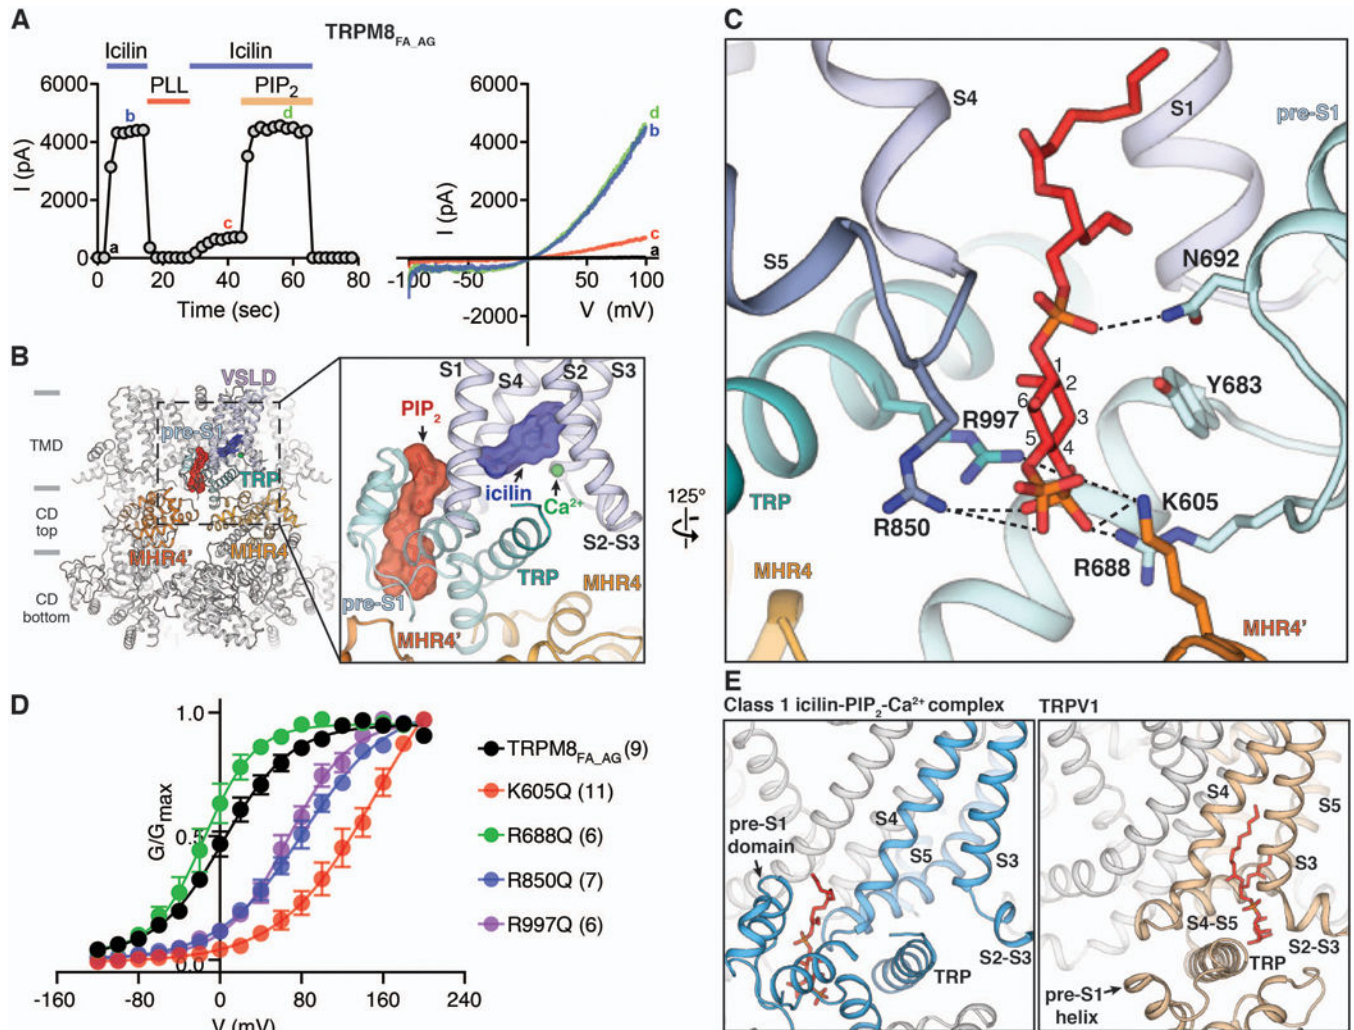 A
TRPM8FA_AG
Icilin
Icilin
PLL
PIP2
6000
4000
2000
0
I (pA)
a
b
c
d
0
20
40
60
80
Time (sec)
6000
4000
2000
-2000
I (pA)
-100
50
100
V (mV)
d
b
c
a
B
VSLD
pre-S1
TRP
MHR4'
MHR4
TMD
CD
top
CD
bottom
S1
S4
S2
S3
PIP2
icilin
Ca2+
S2-S3
TRP
MHR4
pre-S1
MHR4'
125°
C
S4
S1
pre-S1
S5
N692
Y683
1
2
3
4
5
6
R997
TRP
R850
K605
R688
MHR4
MHR4'
D
1.0
0.5
0.0
G/Gmax
-160
-80
0
80
160
240
V (mV)
TRPM8FA_AG (9)
K605Q (11)
R688Q (6)
R850Q (7)
R997Q (6)
E
Class 1 icilin-PIP2-Ca2+ complex
pre-S1
domain
S4
S5
S3
S2-S3
TRP
TRPV1
S4
S5
S3
S4-S5
S2-S3
TRP
pre-S1
helix